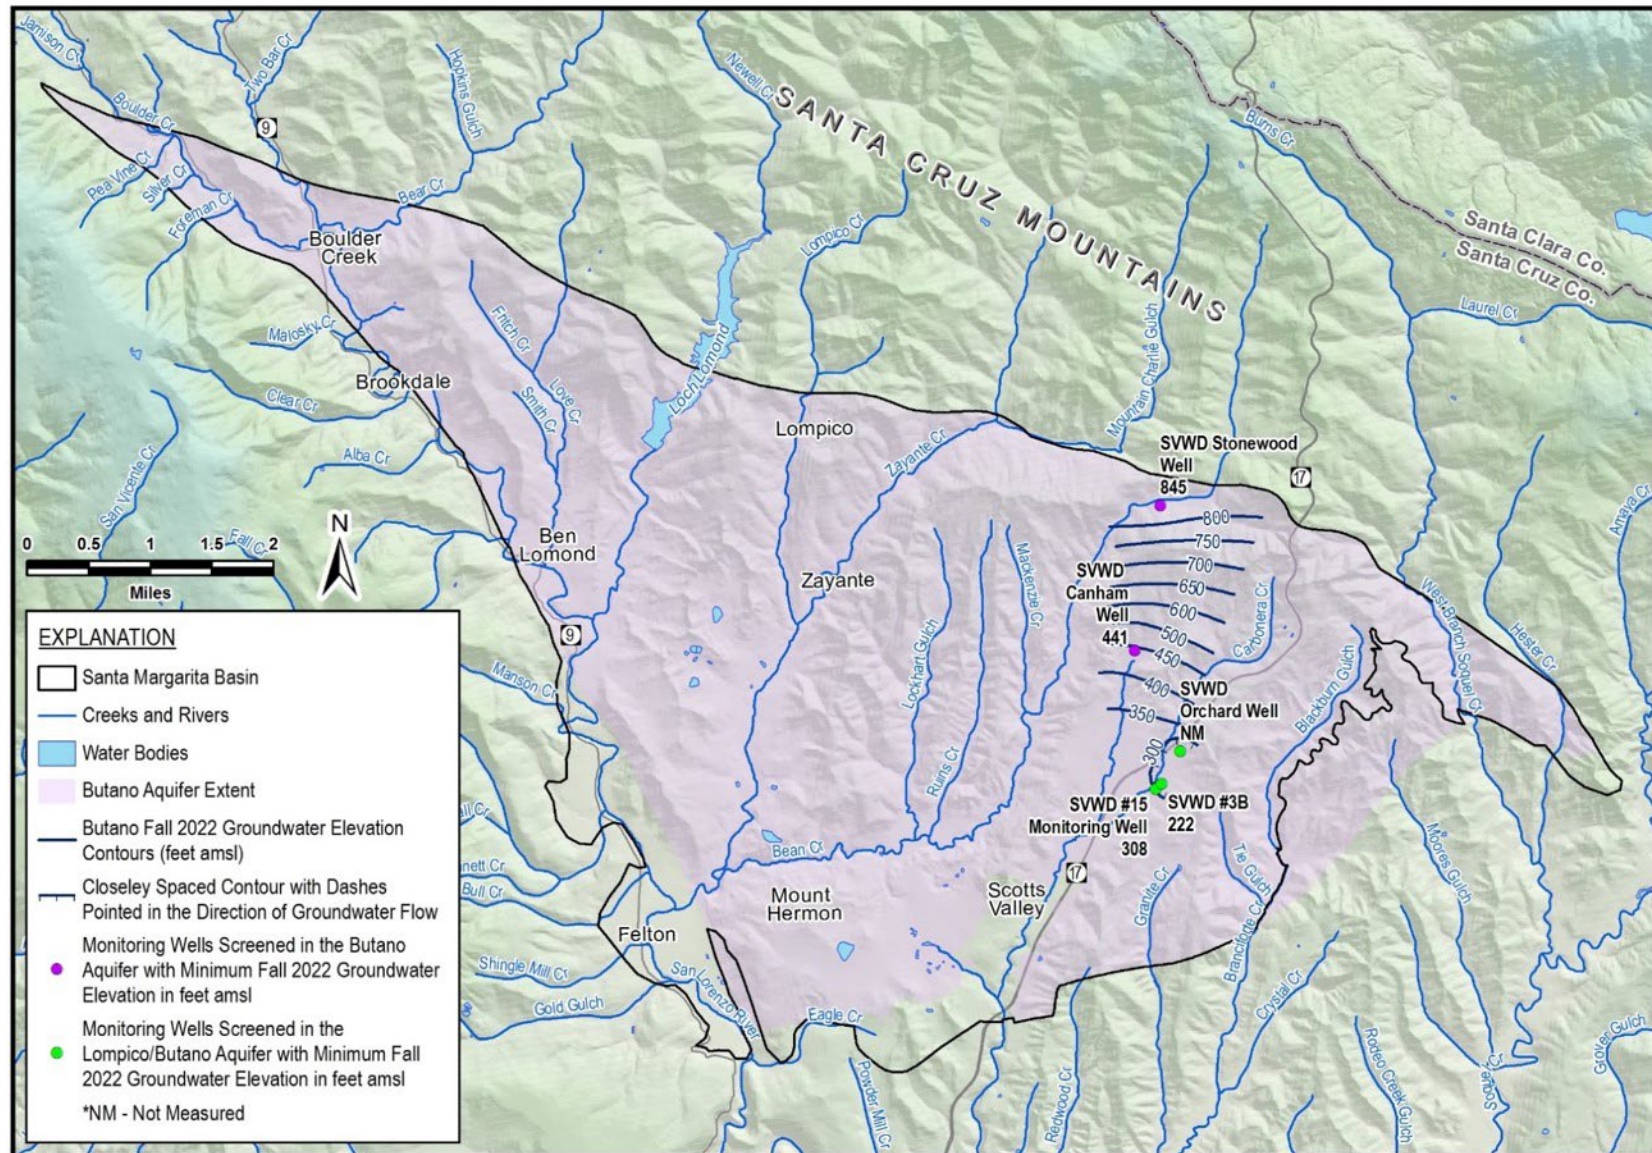 Jamison Cr
Two Bar Cr
Hopkins Gulch
Newell Cr
SANTA CRUZ MOUNTAINS
Burns Cr
Santa Clara Co.
Santa Cruz Co.
Boulder Cr
9
Pea Vine Cr
Silver Cr
Foreman Cr
Bear Cr
Boulder
Creek
Lompico Cr
Laurel Cr
Malosky Cr
Fritch Cr
Loch Lomond
Mountain Charlie Gulch
Brookdale
Clear Cr
Smith Cr
Love Cr
Lompico
Zayante Cr
SVWD Stonewood
Well
845
17
Alba Cr
San Vicente Cr
Amaya Cr
Fall Cr
Ben
Lomond
Zayante
N
0 0.5 1 1.5 2
Miles
800
750
700
650
600
500
450
400
350
300
SVWD
Canham
Well
441
Mackenzie Cr
Lockhart Gulch
Ruins Cr
Carbonera Cr
Blackburn Gulch
West Branch Soquel Cr
Hester Cr
SVWD
Orchard Well
NM
9
Manson Cr
SVWD #15
Monitoring Well
308
SVWD #3B
222
Bean Cr
Mount
Hermon
Scotts
Valley
17
Granite Cr
Tie Gulch
Branciforte Cr
Crystal Cr
Moores Gulch
Bull Cr
Felton
Shingle Mill Cr
Gold Gulch
San Lorenzo River
Eagle Cr
Powder Mill Cr
Redwood Cr
Rodeo Creek Gulch
Soquel Cr
Grover Gulch
EXPLANATION
Santa Margarita Basin
Creeks and Rivers
Water Bodies
Butano Aquifer Extent
Butano Fall 2022 Groundwater Elevation
Contours (feet amsl)
Closeley Spaced Contour with Dashes
Pointed in the Direction of Groundwater Flow
Monitoring Wells Screened in the Butano
Aquifer with Minimum Fall 2022 Groundwater
Elevation in feet amsl
Monitoring Wells Screened in the
Lompico/Butano Aquifer with Minimum Fall
2022 Groundwater Elevation in feet amsl
*NM - Not Measured